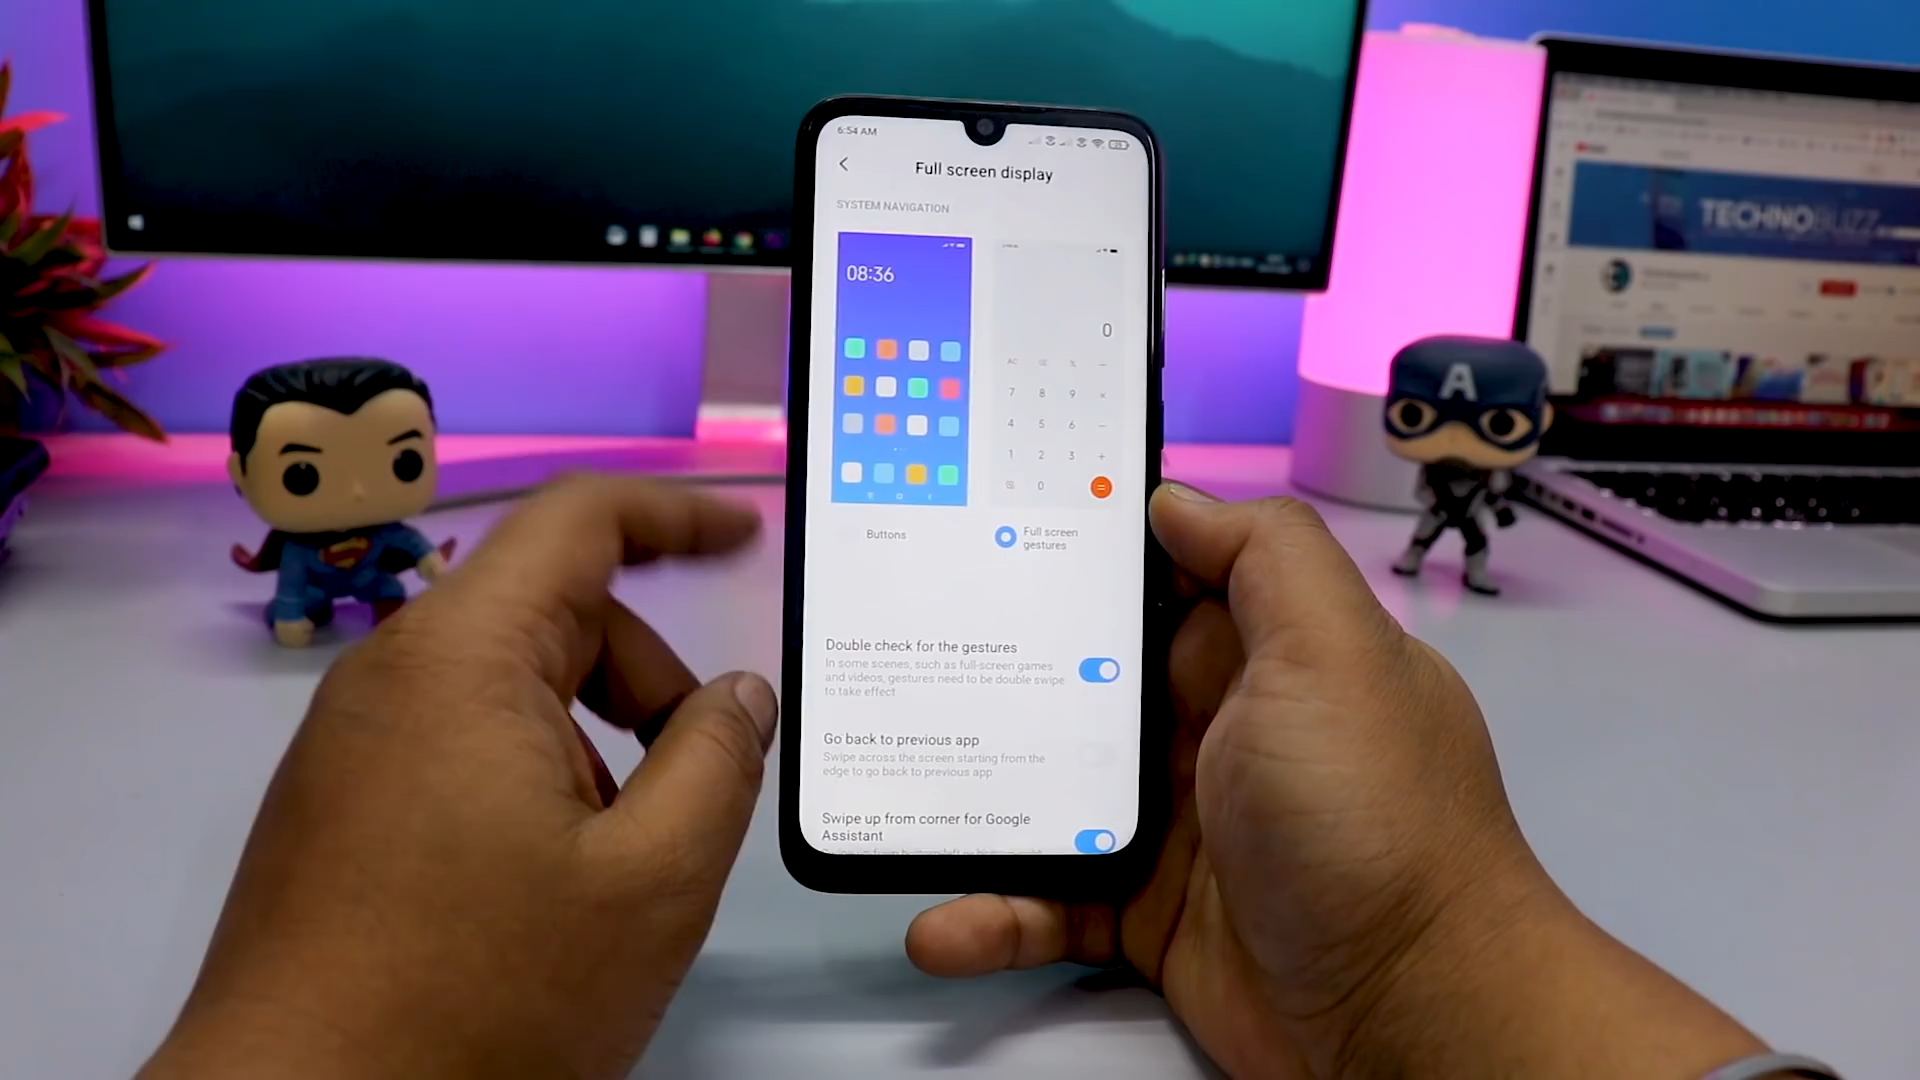 6:54 AM
Full screen display
SYSTEM NAVIGATION
08:36
0
AC
%
7 8 9 ×
4 5 6 −
1 2 3 +
0 =
Buttons
Full screen
gestures
Double check for the gestures
In some scenes, such as full-screen games
and videos, gestures need to be double swipe
to take effect
Go back to previous app
Swipe across the screen starting from the
edge to go back to previous app
Swipe up from corner for Google
Assistant
A
TECHNOBUZZ